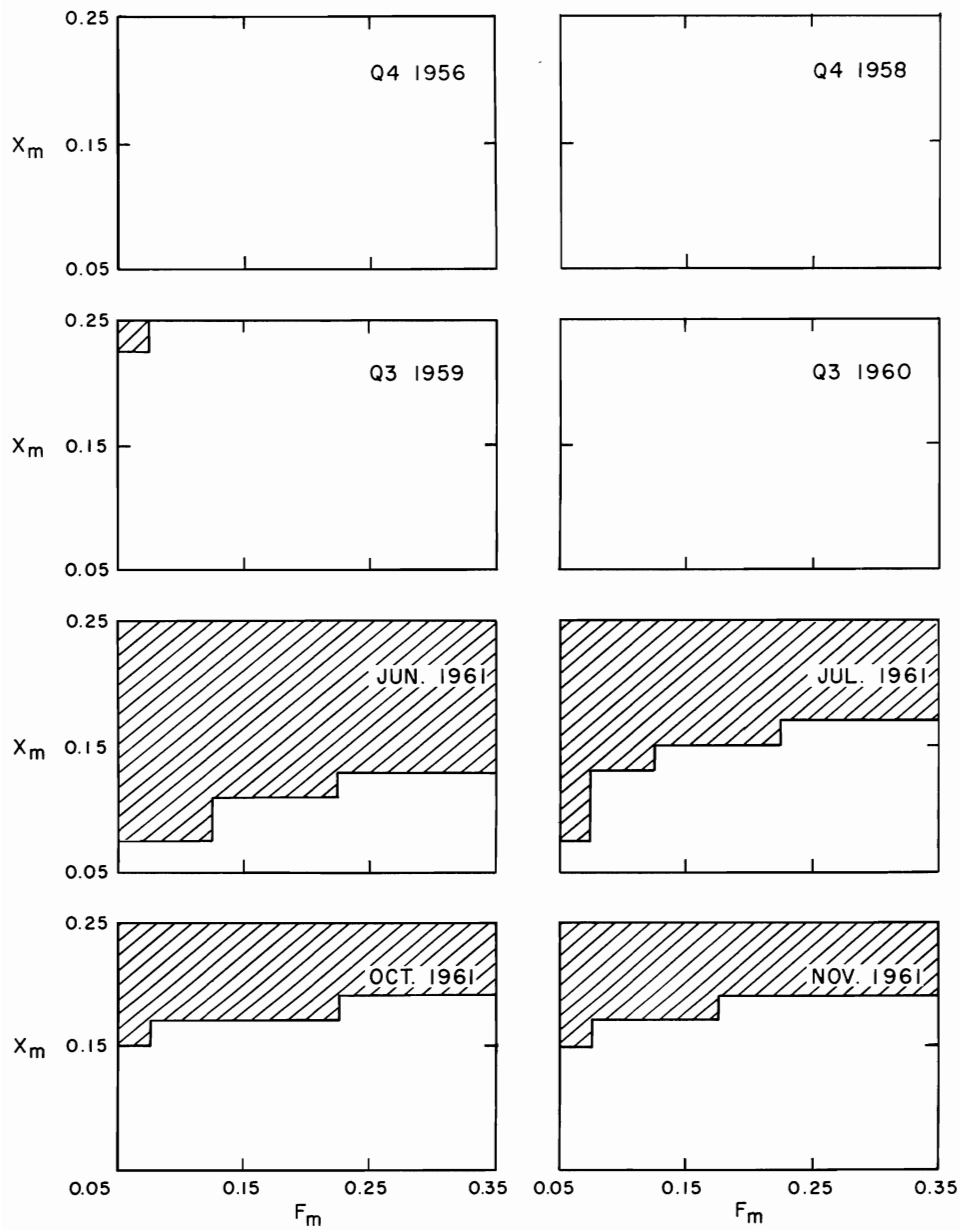 0.25
Q4 1956
Q4 1958
Xm 0.15
0.05
0.25
Q3 1959
Q3 1960
Xm 0.15
0.05
0.25
JUN. 1961
JUL. 1961
Xm 0.15
0.05
0.25
OCT. 1961
NOV. 1961
Xm 0.15
0.05 0.15 0.25 0.35 0.05 0.15 0.25 0.35
Fm Fm